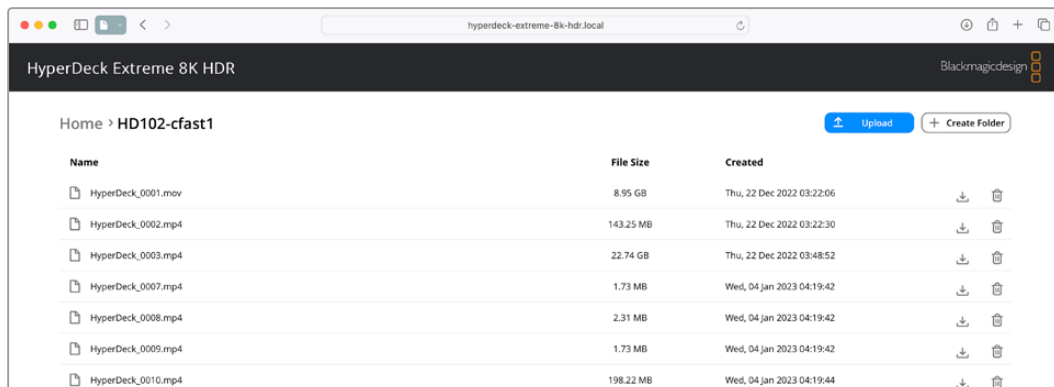 hyperdeck-extreme-8k-hdr.local
HyperDeck Extreme 8K HDR
Blackmagicdesign
Home › HD102-cfast1
Upload
+ Create Folder
Name File Size Created
HyperDeck_0001.mov 8.95 GB Thu, 22 Dec 2022 03:22:06
HyperDeck_0002.mp4 143.25 MB Thu, 22 Dec 2022 03:22:30
HyperDeck_0003.mp4 22.74 GB Thu, 22 Dec 2022 03:48:52
HyperDeck_0007.mp4 1.73 MB Wed, 04 Jan 2023 04:19:42
HyperDeck_0008.mp4 2.31 MB Wed, 04 Jan 2023 04:19:42
HyperDeck_0009.mp4 1.73 MB Wed, 04 Jan 2023 04:19:42
HyperDeck_0010.mp4 198.22 MB Wed, 04 Jan 2023 04:19:44